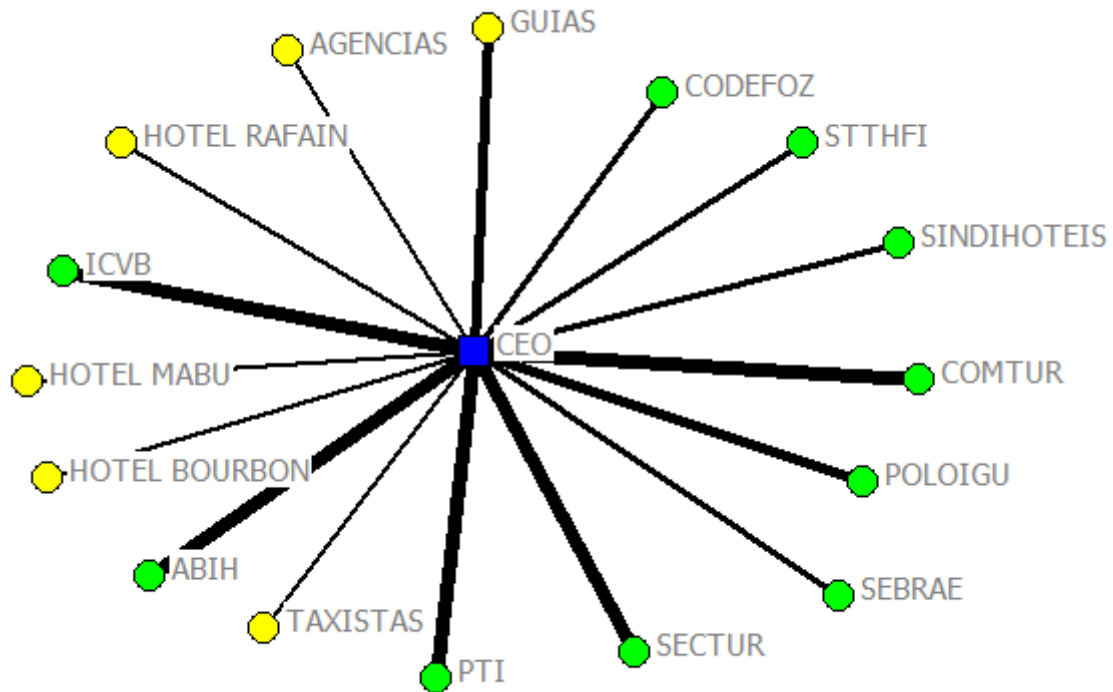 GUIAS
AGENCIAS
CODEFOZ
HOTEL RAFAIN
STTHFI
SINDIHOTEIS
ICVB
CEO
HOTEL MABU
COMTUR
HOTEL BOURBON
POLOIGU
ABIH
SEBRAE
TAXISTAS
SECTUR
PTI